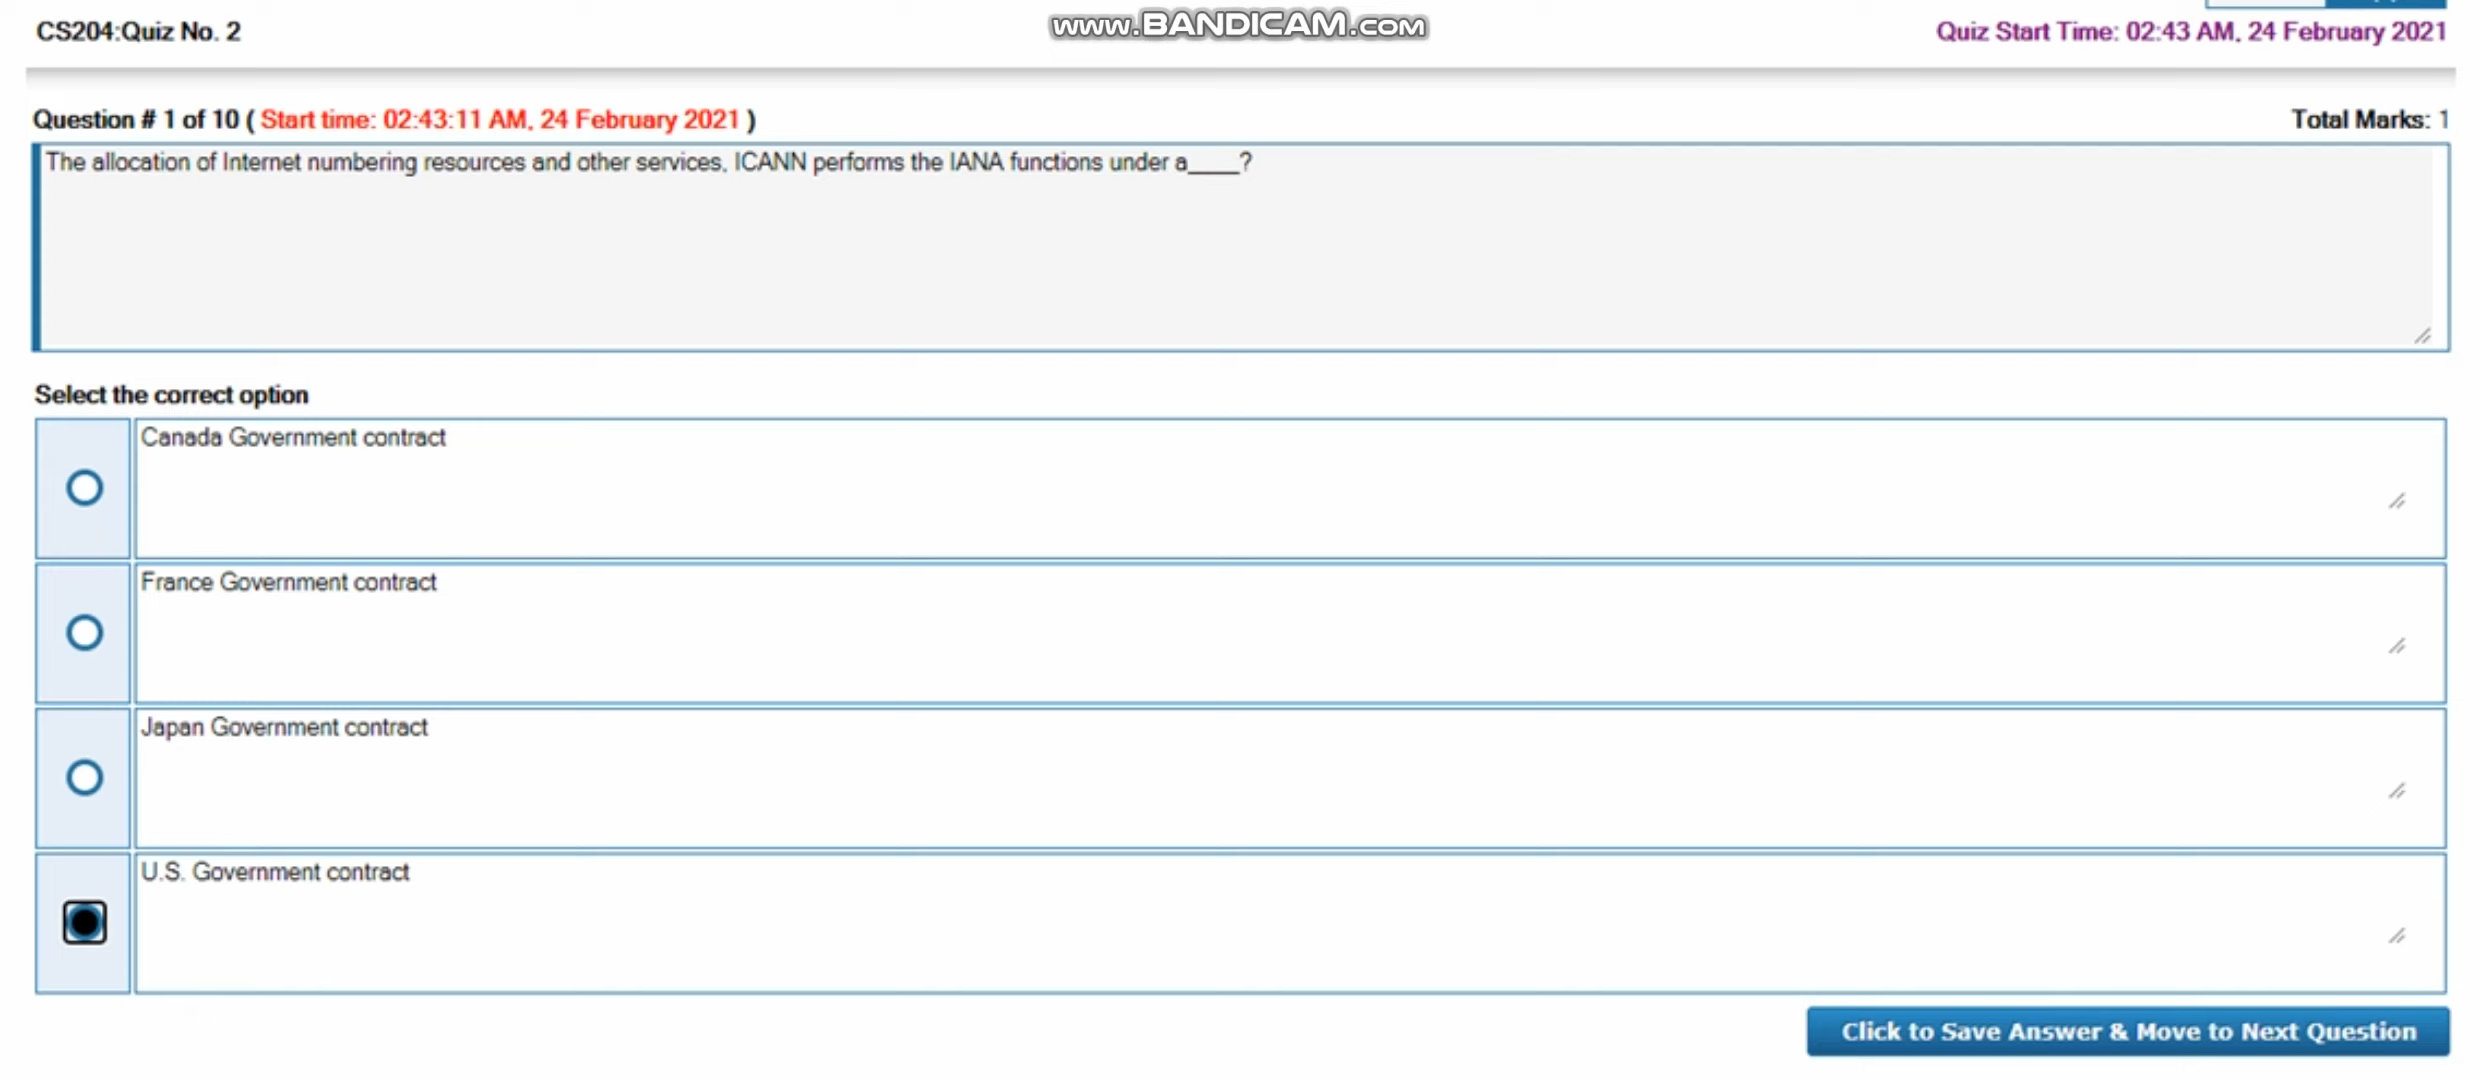 CS204:Quiz No. 2
www.BANDICAM.com
Quiz Start Time: 02:43 AM, 24 February 2021
Question # 1 of 10 ( Start time: 02:43:11 AM, 24 February 2021 )
Total Marks: 1
The allocation of Internet numbering resources and other services, ICANN performs the IANA functions under a____?
Select the correct option
Canada Government contract
France Government contract
Japan Government contract
U.S. Government contract
Click to Save Answer & Move to Next Question